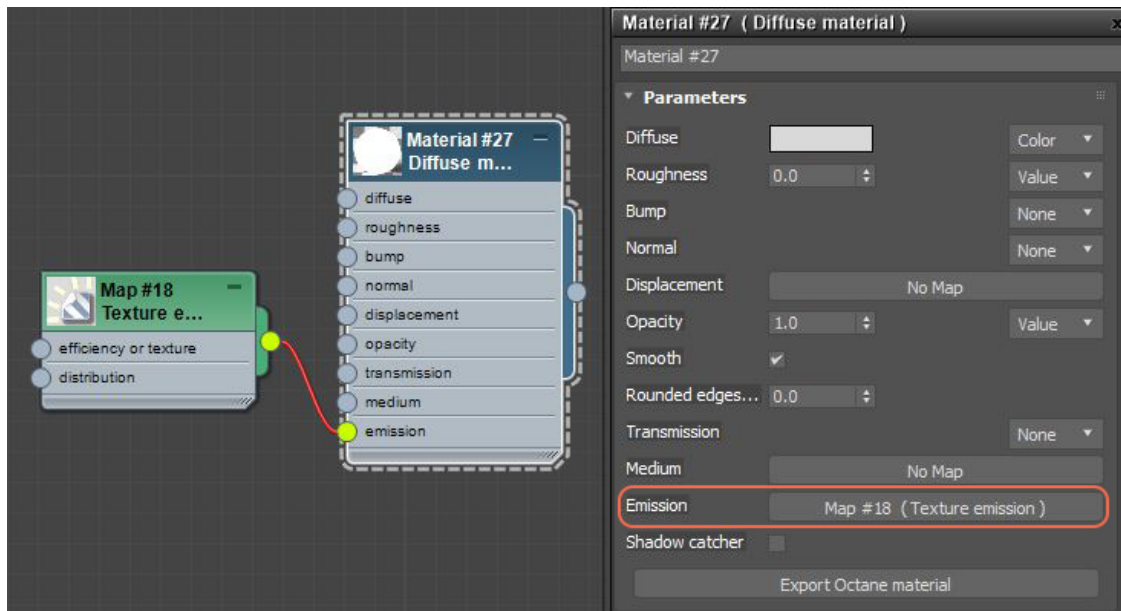 Map #18
Texture e...
efficiency or texture
distribution
Material #27
Diffuse m...
diffuse
roughness
bump
normal
displacement
opacity
transmission
medium
emission
Material #27 ( Diffuse material )
x
Material #27
Parameters
Diffuse Color
Roughness 0.0 Value
Bump None
Normal None
Displacement No Map
Opacity 1.0 Value
Smooth
Rounded edges... 0.0
Transmission None
Medium No Map
Emission Map #18 ( Texture emission )
Shadow catcher
Export Octane material